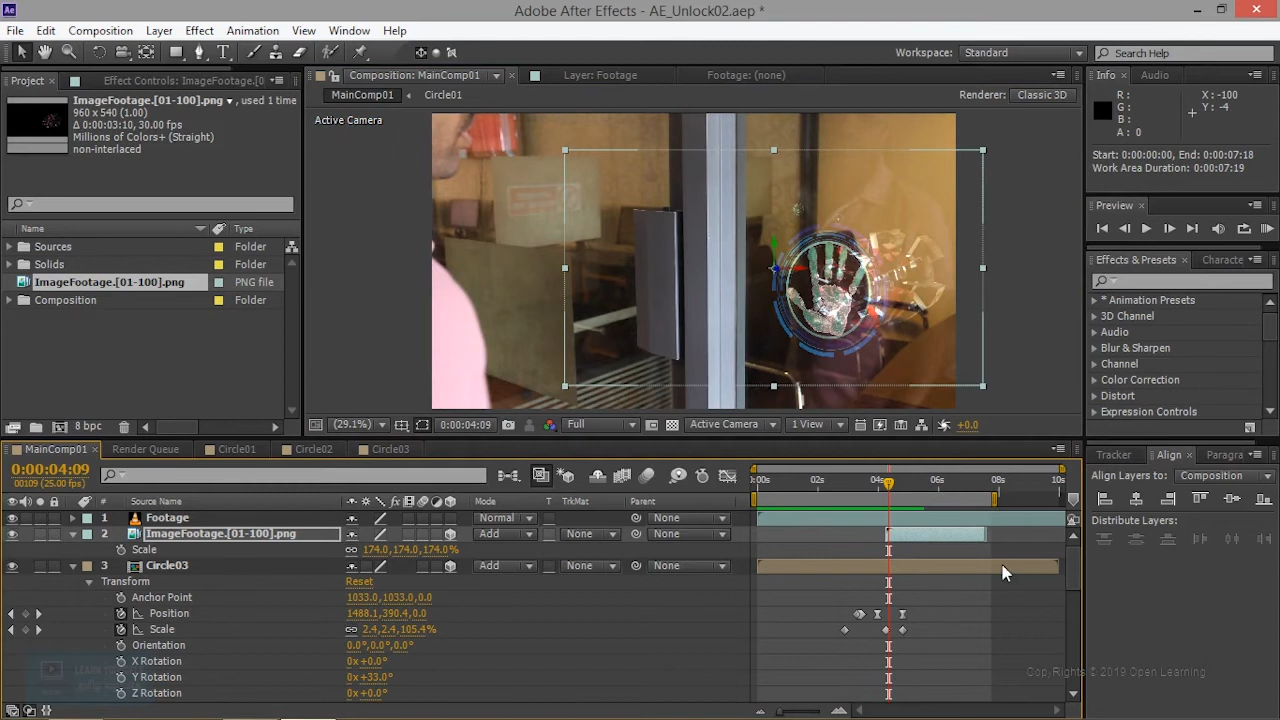 Adobe After Effects - AE_Unlock02.aep *
File Edit Composition Layer Effect Animation View Window Help
Workspace: Standard Search Help
Project Effect Controls: ImageFootage.[0
ImageFootage.[01-100].png, used 1 time
960 x 540 (1.00)
Δ 0:00:03:10, 30.00 fps
Millions of Colors+ (Straight)
non-interlaced
Name Type
Sources Folder
Solids Folder
ImageFootage.[01-100].png PNG file
Composition Folder
8 bpc
Composition: MainComp01 Layer: Footage Footage: (none)
MainComp01 Circle01 Renderer: Classic 3D
Active Camera
(29.1%) 0:00:04:09 Full Active Camera 1 View +0.0
Info Audio
R: X: -100
G: Y: -4
B:
A: 0
Start: 0:00:00:00, End: 0:00:07:18
Work Area Duration: 0:00:07:19
Preview
Effects & Presets Characte
* Animation Presets
3D Channel
Audio
Blur & Sharpen
Channel
Color Correction
Distort
Expression Controls
MainComp01 Render Queue Circle01 Circle02 Circle03
0:00:04:09
00109 (25.00 fps)
# Source Name Mode T TrkMat Parent
:00s 02s 04s 06s 08s 10s
1 Footage Normal None
2 ImageFootage.[01-100].png Add None None
Scale 174.0,174.0,174.0%
3 Circle03 Add None None
Transform Reset
Anchor Point 1033.0,1033.0,0.0
Position 1488.1,390.4,0.0
Scale 2.4,2.4,105.4%
Orientation 0.0°,0.0°,0.0°
X Rotation 0x+0.0°
Y Rotation 0x+33.0°
Z Rotation 0x+0.0°
Tracker Align Paragra
Align Layers to: Composition
Distribute Layers:
Copy Rights © 2019 Open Learning